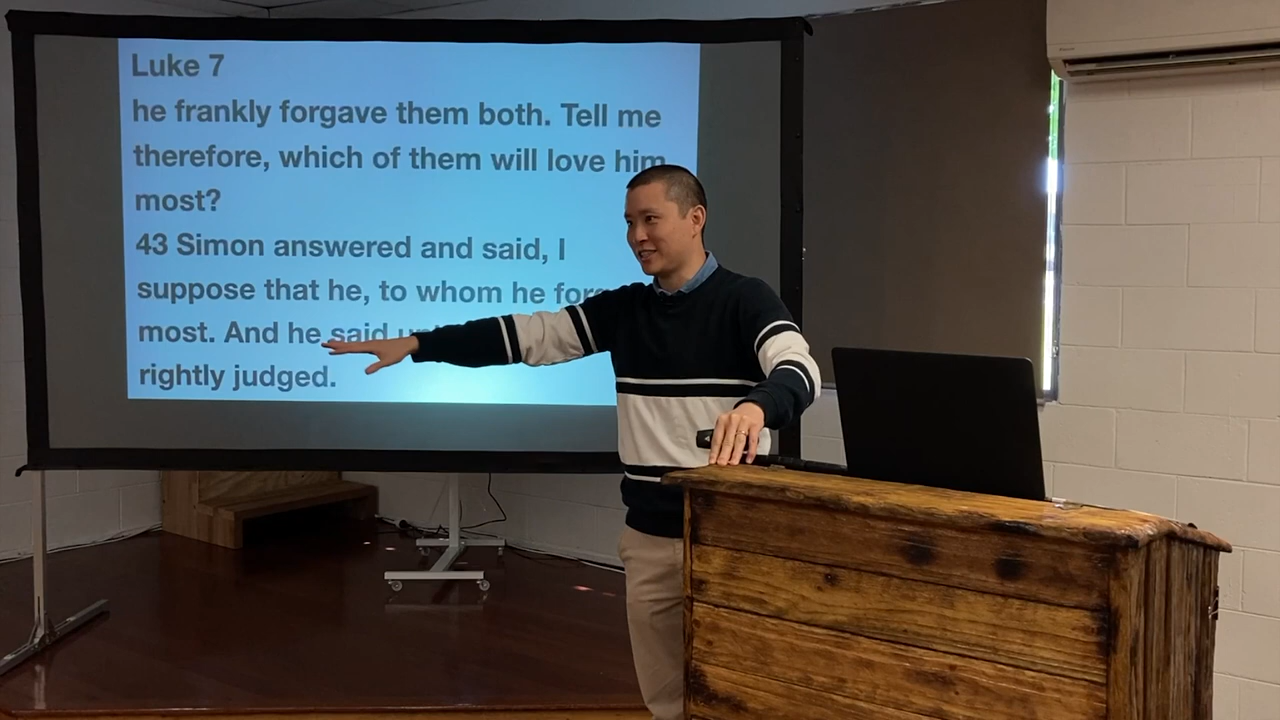 Luke 7
he frankly forgave them both. Tell me
therefore, which of them will love him
most?
43 Simon answered and said, I
suppose that he, to whom he
most. And he said
rightly judged.